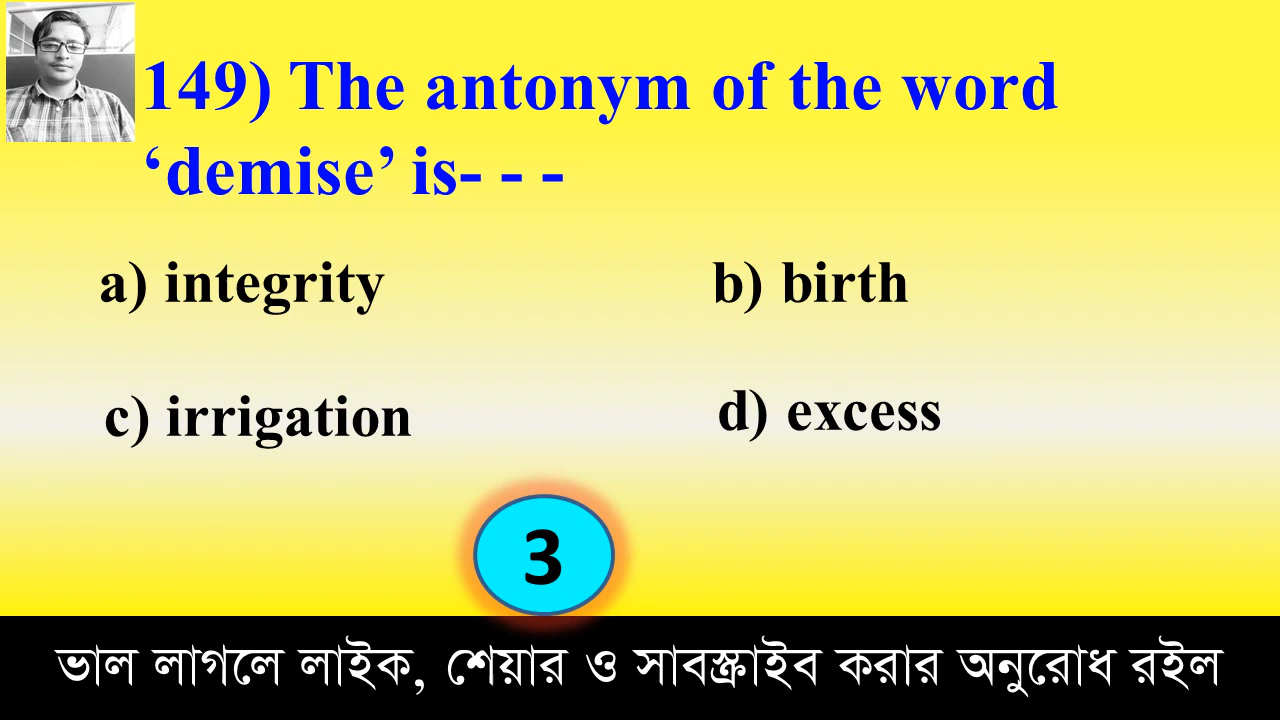 149) The antonym of the word
‘demise’ is- - -
a) integrity
b) birth
c) irrigation
d) excess
3
ভাল লাগলে লাইক, শেয়ার ও সাবস্ক্রাইব করার অনুরোধ রইল